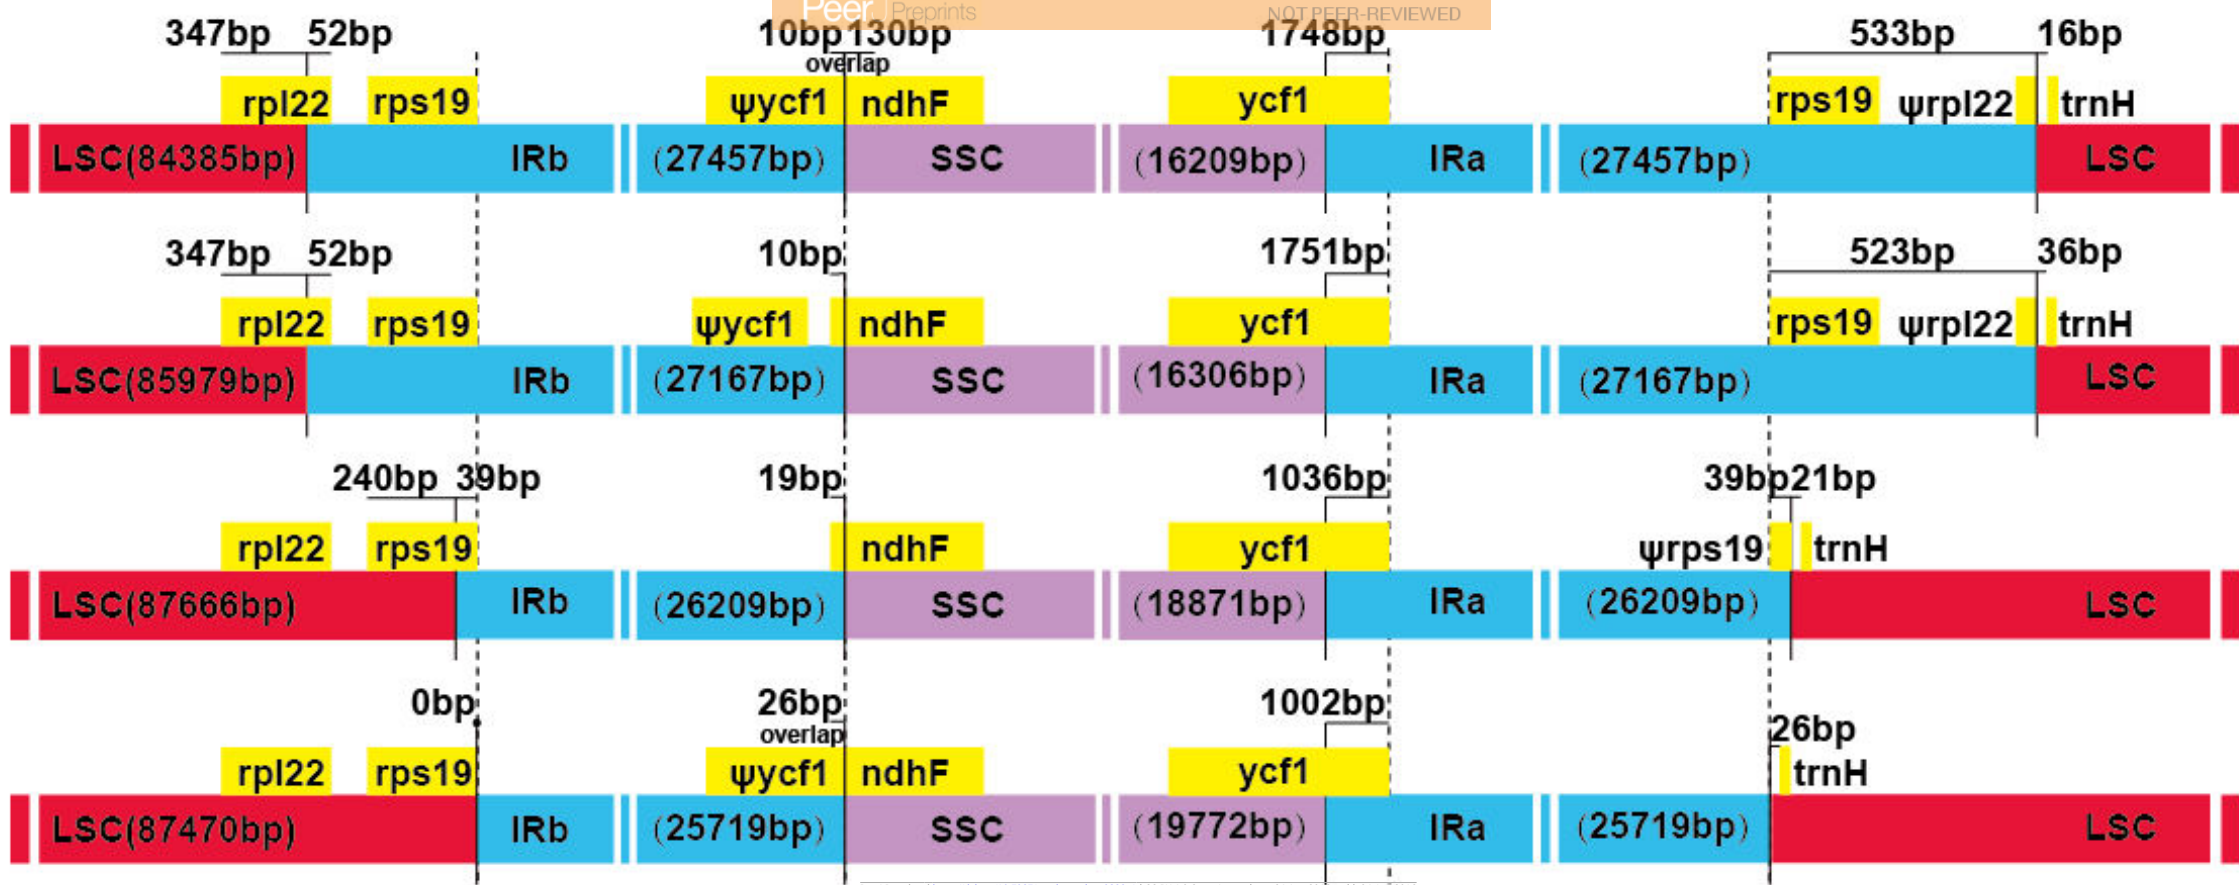 Peer Preprints NOT PEER-REVIEWED
347bp 52bp 10bp 130bp 1748bp 533bp 16bp
overlap
rpl22 rps19 ψycf1 ndhF ycf1 rps19 ψrpl22 trnH
LSC(84385bp) IRb (27457bp) SSC (16209bp) IRa (27457bp) LSC
347bp 52bp 10bp 1751bp 523bp 36bp
rpl22 rps19 ψycf1 ndhF ycf1 rps19 ψrpl22 trnH
LSC(85979bp) IRb (27167bp) SSC (16306bp) IRa (27167bp) LSC
240bp 39bp 19bp 1036bp 39bp 21bp
rpl22 rps19 ndhF ycf1 ψrps19 trnH
LSC(87666bp) IRb (26209bp) SSC (18871bp) IRa (26209bp) LSC
0bp 26bp 1002bp 26bp
overlap
rpl22 rps19 ψycf1 ndhF ycf1 trnH
LSC(87470bp) IRb (25719bp) SSC (19772bp) IRa (25719bp) LSC